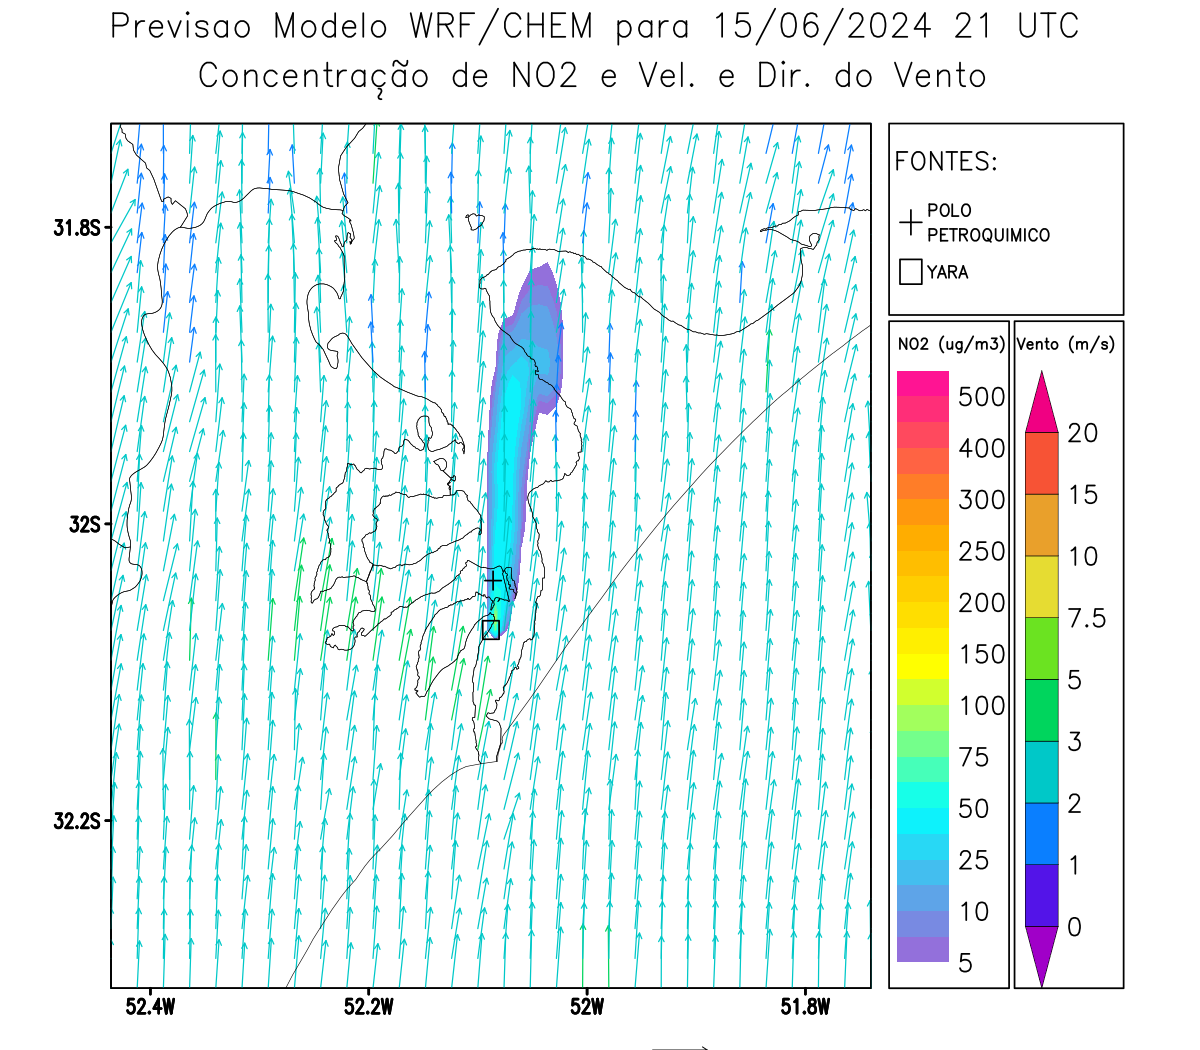 Previsao Modelo WRF/CHEM para 15/06/2024 21 UTC
Concentração de NO2 e Vel. e Dir. do Vento
FONTES:
POLO
PETROQUIMICO
YARA
NO2 (ug/m3)
500
400
300
250
200
150
100
75
50
25
10
5
Vento (m/s)
20
15
10
7.5
5
3
2
1
0
31.8S
32S
32.2S
52.4W
52.2W
52W
51.8W